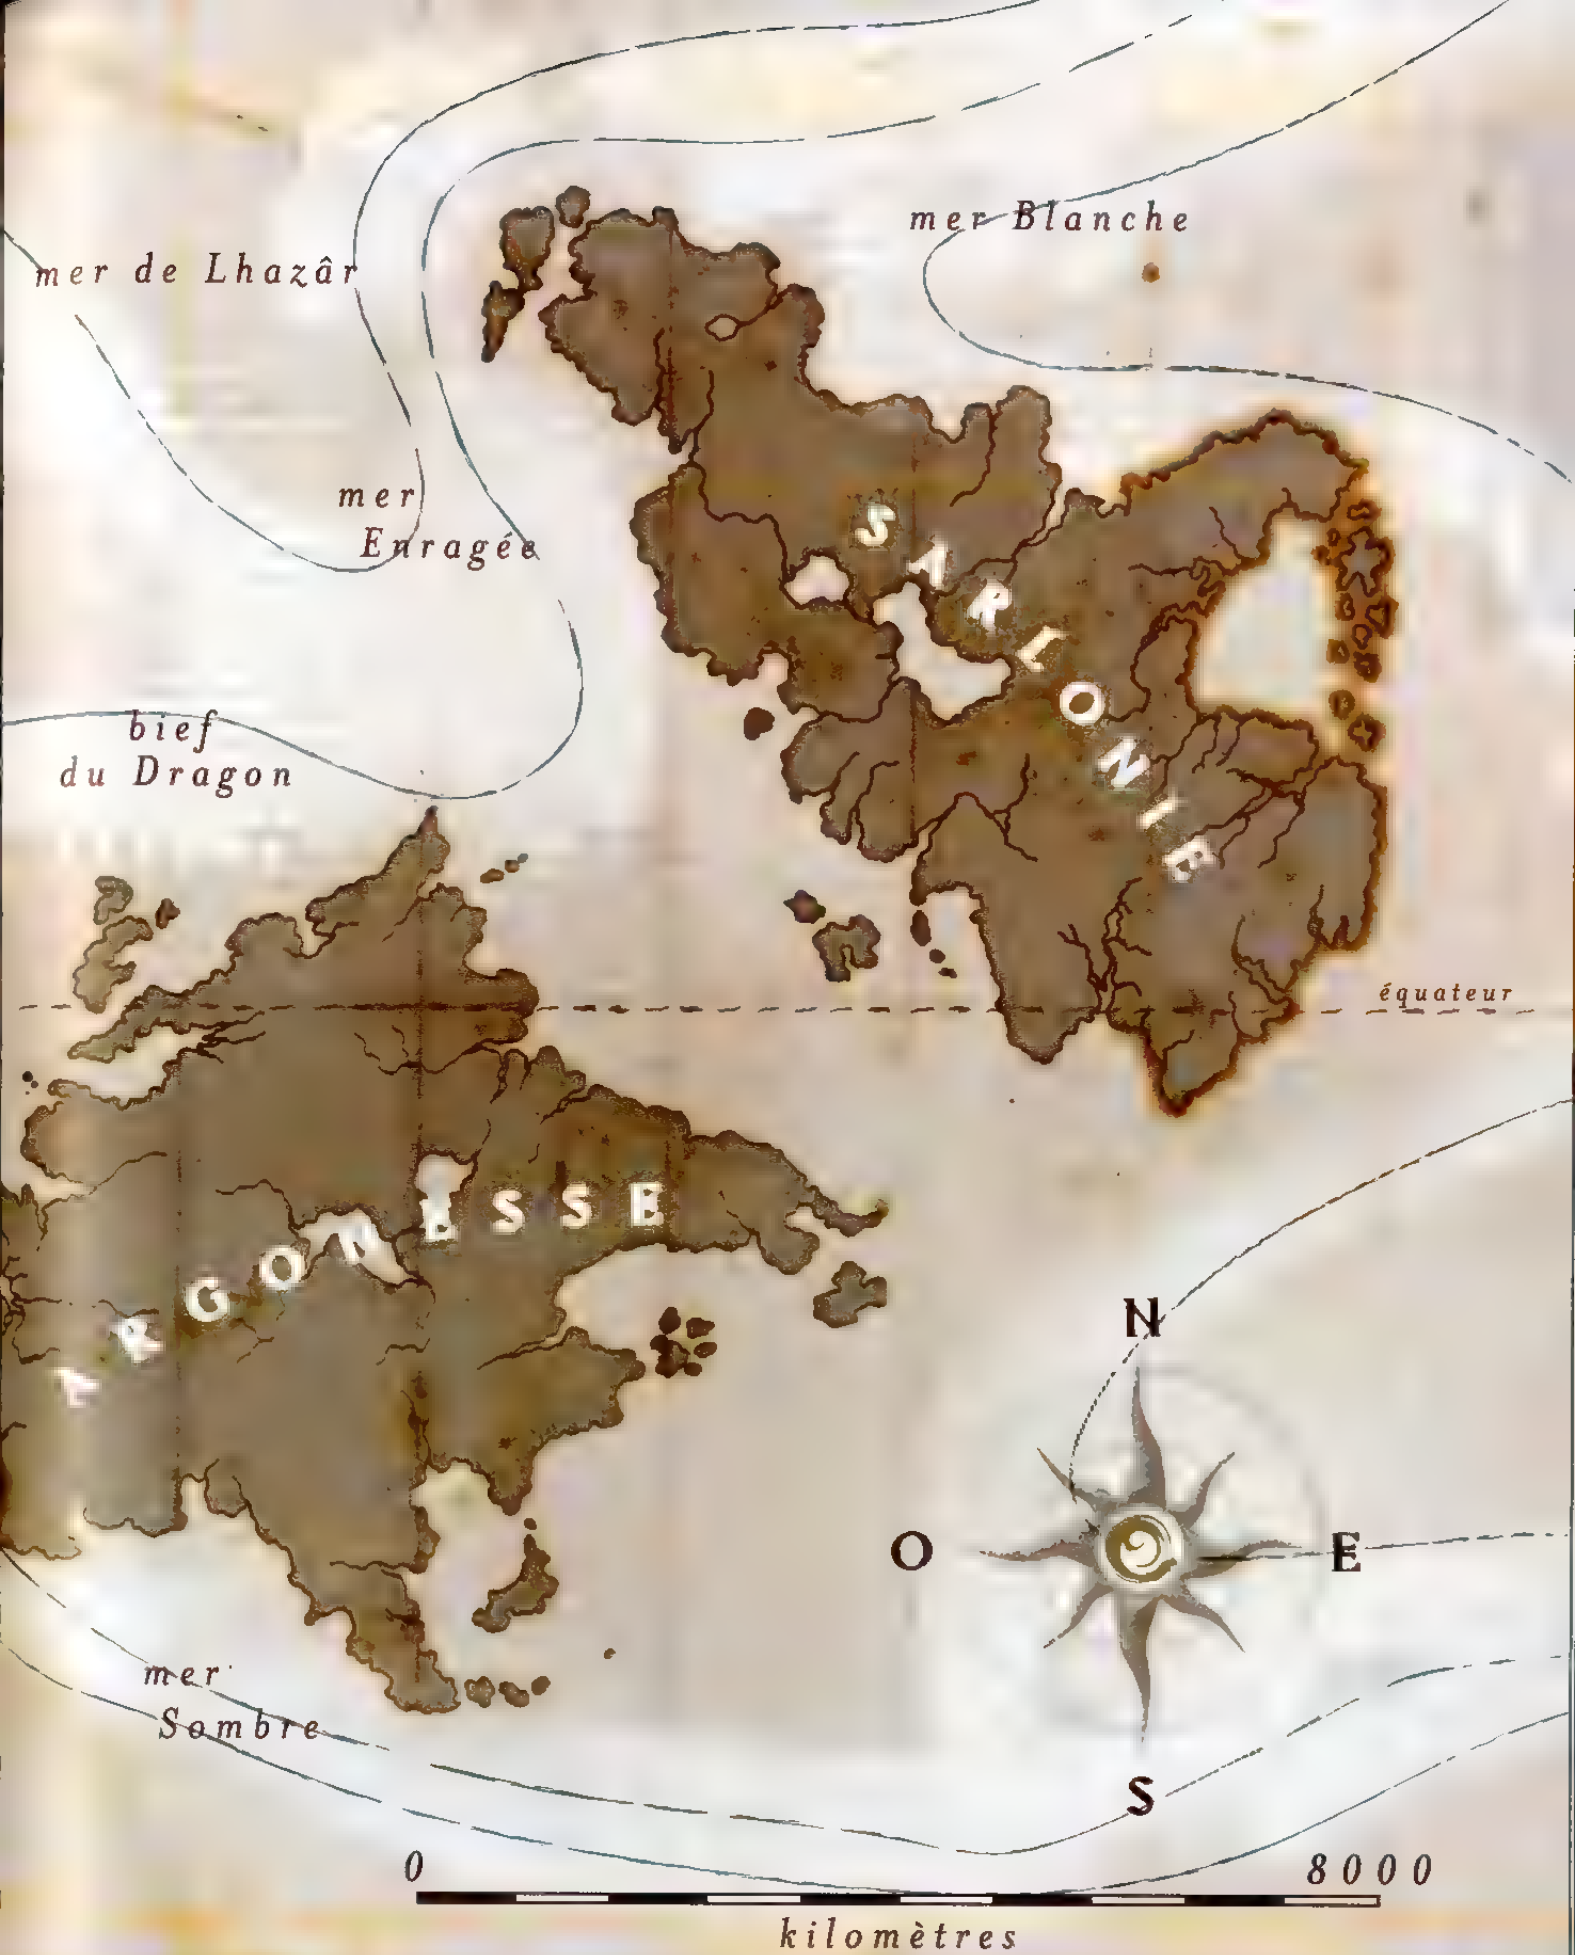 mer Blanche
mer de Lhazâr
mer
Enragée
SARLONIE
bief
du Dragon
équateur
ARGONESSE
N
O
E
S
mer
Sombre
0
8000
kilomètres